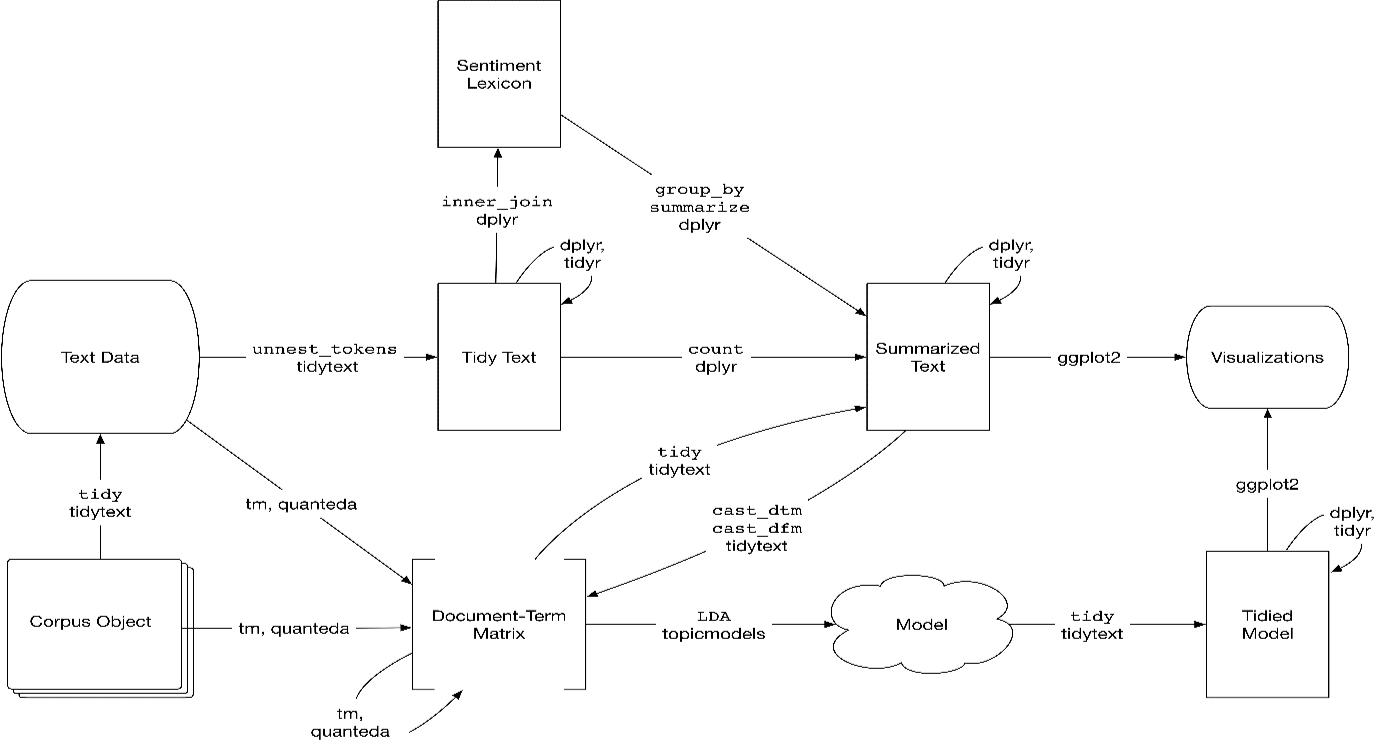 Sentiment
Lexicon
inner_join
dplyr
group_by
summarize
dplyr
dplyr,
tidyr
dplyr,
tidyr
Text Data
unnest_tokens
tidytext
Tidy Text
count
dplyr
Summarized
Text
ggplot2
Visualizations
tidy
tidytext
tm, quanteda
tidy
tidytext
cast_dtm
cast_dfm
tidytext
ggplot2
dplyr,
tidyr
Corpus Object
tm, quanteda
Document-Term
Matrix
LDA
topicmodels
Model
tidy
tidytext
Tidied
Model
tm,
quanteda